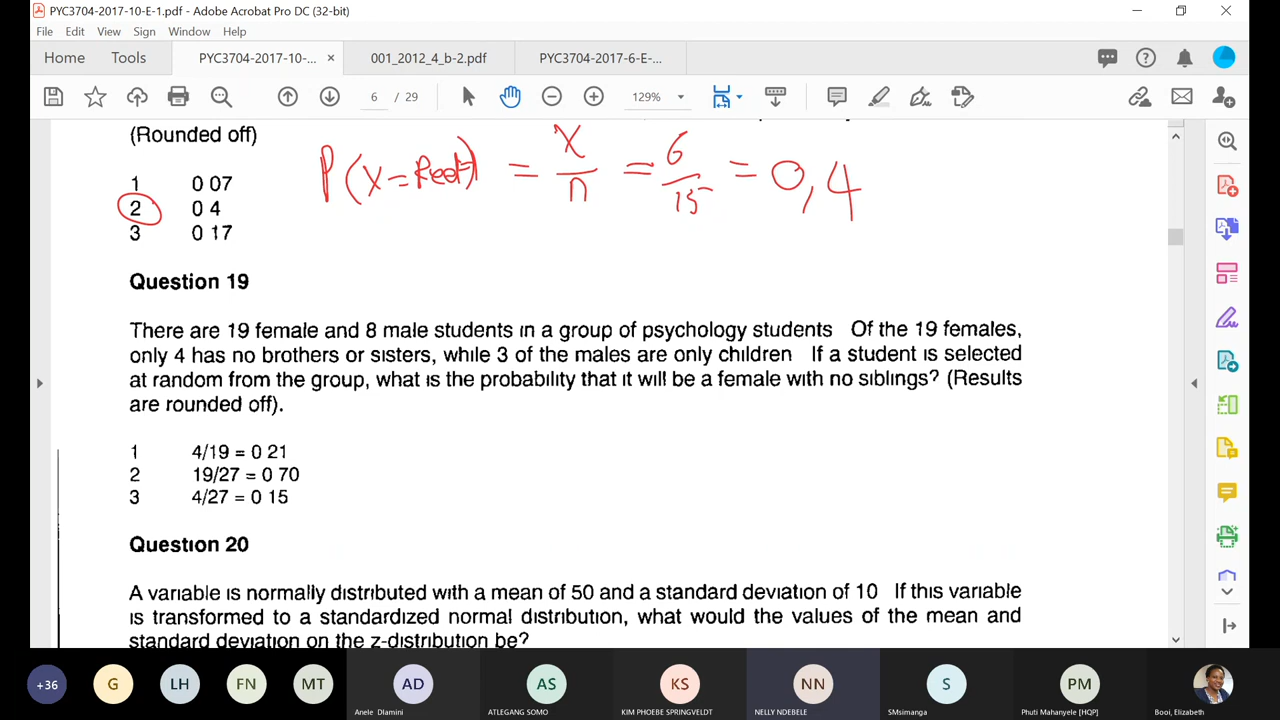 PYC3704-2017-10-E-1.pdf - Adobe Acrobat Pro DC (32-bit)
File Edit View Sign Window Help
Home Tools PYC3704-2017-10-... × 001_2012_4_b-2.pdf PYC3704-2017-6-E-...
6 / 29 129%
(Rounded off)
P(X=Red) = x/n = 6/15 = 0,4
1 0 07
2 0 4
3 0 17
Question 19
There are 19 female and 8 male students in a group of psychology students Of the 19 females,
only 4 has no brothers or sisters, while 3 of the males are only children If a student is selected
at random from the group, what is the probability that it will be a female with no siblings? (Results
are rounded off).
1 4/19 = 0 21
2 19/27 = 0 70
3 4/27 = 0 15
Question 20
A variable is normally distributed with a mean of 50 and a standard deviation of 10 If this variable
is transformed to a standardized normal distribution, what would the values of the mean and
standard deviation on the z-distribution be?
+36 G LH FN MT AD AS KS NN S PM
Anele Dlamini ATLEGANG SOMO KIM PHOEBE SPRINGVELDT NELLY NDEBELE SMsimanga Phuti Mahanyele [HQP] Booi, Elizabeth